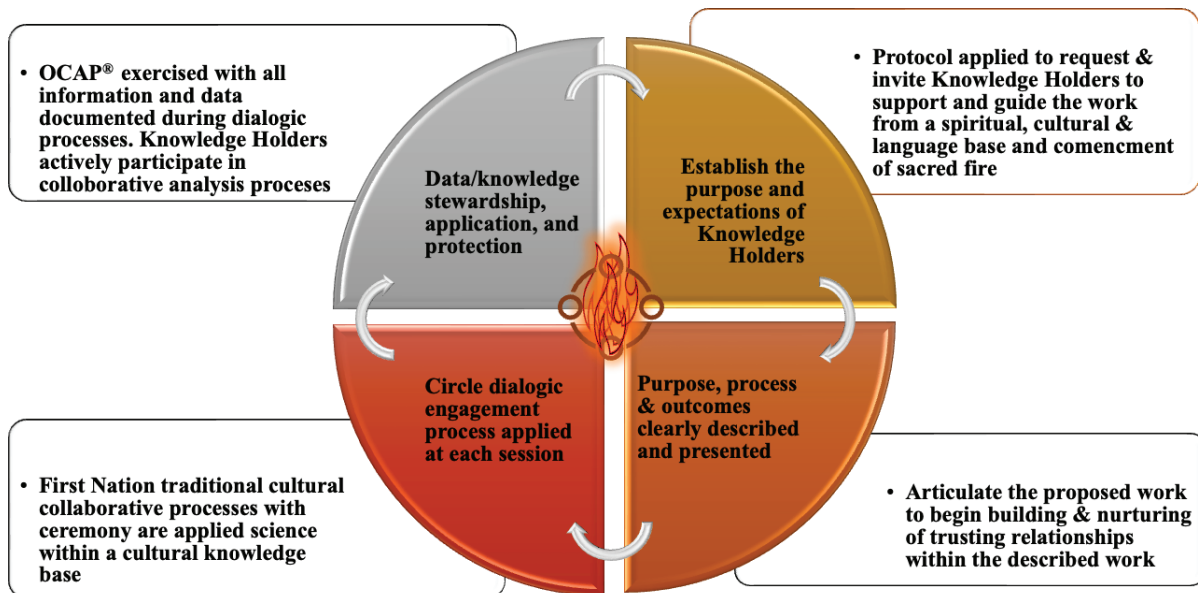 • OCAP® exercised with all
information and data
documented during dialogic
processes. Knowledge Holders
actively participate in
colloborative analysis proceses
• Protocol applied to request &
invite Knowledge Holders to
support and guide the work
from a spiritual, cultural &
language base and comencment
of sacred fire
Data/knowledge
stewardship,
application, and
protection
Establish the
purpose and
expectations of
Knowledge
Holders
Circle dialogic
engagement
process applied
at each session
Purpose, process
& outcomes
clearly described
and presented
• First Nation traditional cultural
collaborative processes with
ceremony are applied science
within a cultural knowledge
base
• Articulate the proposed work
to begin building & nurturing
of trusting relationships
within the described work